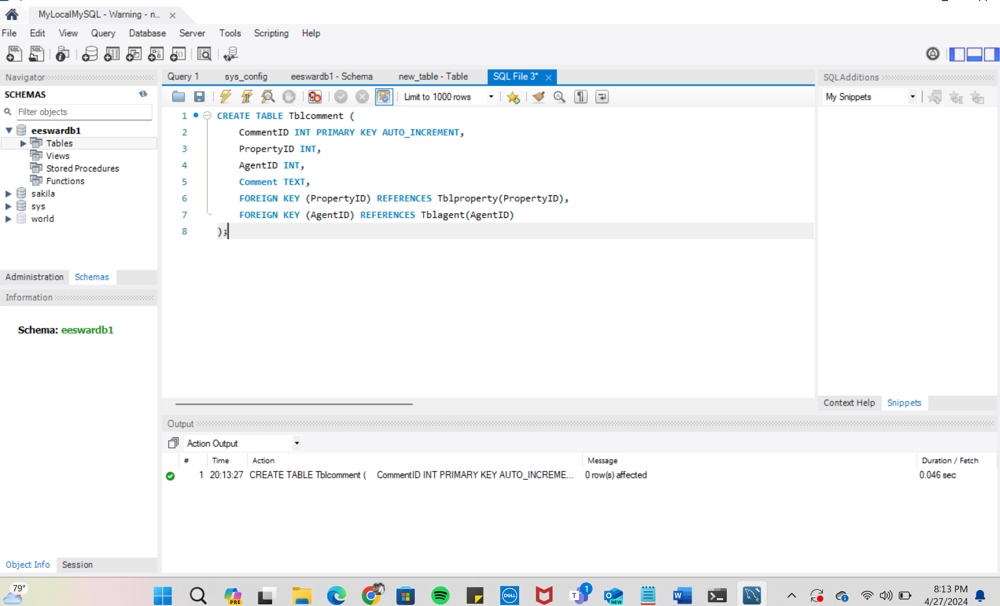 MyLocalMySQL - Warning - n...
File Edit View Query Database Server Tools Scripting Help
Navigator
SCHEMAS
Filter objects
eeswardb1
Tables
Views
Stored Procedures
Functions
sakila
sys
world
Administration Schemas
Information
Schema: eeswardb1
Object Info Session
Query 1 sys_config eeswardb1 - Schema new_table - Table SQL File 3*
Limit to 1000 rows
1 CREATE TABLE Tblcomment (
2 CommentID INT PRIMARY KEY AUTO_INCREMENT,
3 PropertyID INT,
4 AgentID INT,
5 Comment TEXT,
6 FOREIGN KEY (PropertyID) REFERENCES Tblproperty(PropertyID),
7 FOREIGN KEY (AgentID) REFERENCES Tblagent(AgentID)
8 );
SQLAdditions
My Snippets
Context Help Snippets
Output
Action Output
# Time Action Message Duration / Fetch
1 20:13:27 CREATE TABLE Tblcomment ( CommentID INT PRIMARY KEY AUTO_INCREME... 0 row(s) affected 0.046 sec
79°
PRE
DELL
T 1
NEW
W
8:13 PM
4/27/2024